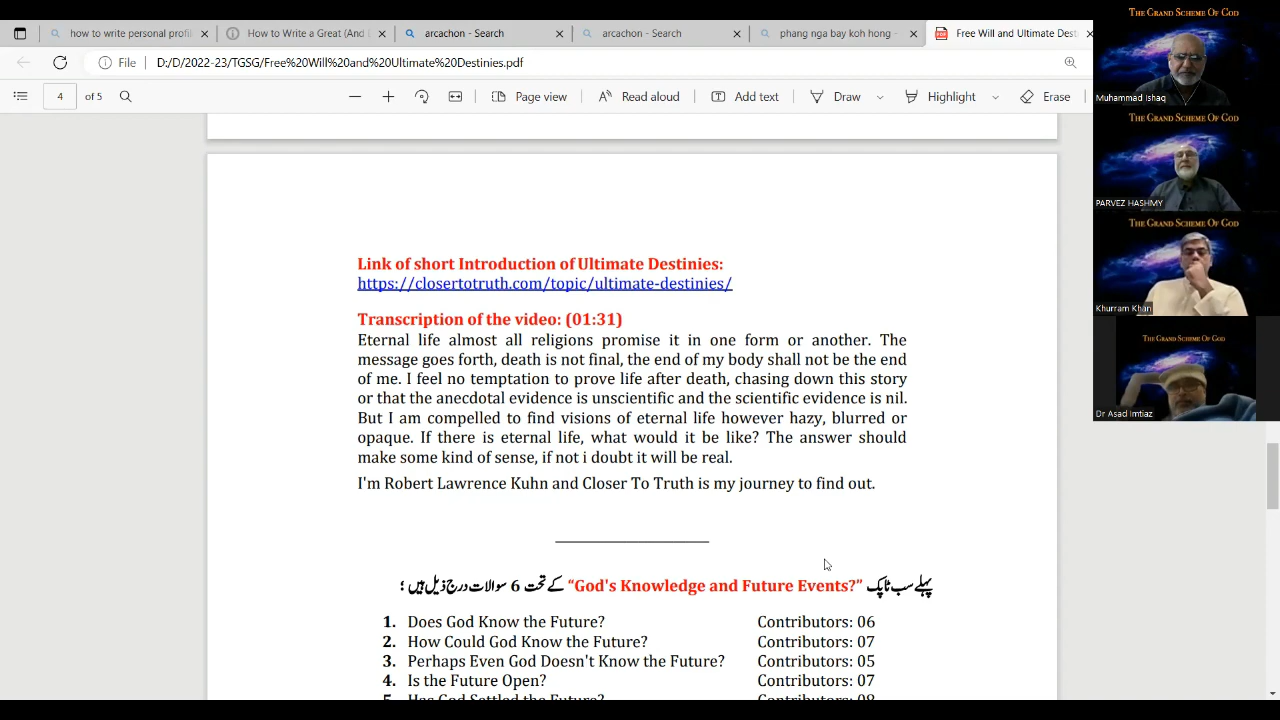 how to write personal profi
How to Write a Great (And
arcachon - Search
arcachon - Search
phang nga bay koh hong -
Free Will and Ultimate Dest
File
D:/D/2022-23/TGSG/Free%20Will%20and%20Ultimate%20Destinies.pdf
4 of 5
Page view
Read aloud
Add text
Draw
Highlight
Erase
Link of short Introduction of Ultimate Destinies:
https://closertotruth.com/topic/ultimate-destinies/
Transcription of the video: (01:31)
Eternal life almost all religions promise it in one form or another. The
message goes forth, death is not final, the end of my body shall not be the end
of me. I feel no temptation to prove life after death, chasing down this story
or that the anecdotal evidence is unscientific and the scientific evidence is nil.
But I am compelled to find visions of eternal life however hazy, blurred or
opaque. If there is eternal life, what would it be like? The answer should
make some kind of sense, if not i doubt it will be real.
I'm Robert Lawrence Kuhn and Closer To Truth is my journey to find out.
پہلے سب ٹاپک “God's Knowledge and Future Events?” کے تحت 6 سوالات درج ذیل ہیں ؛
1. Does God Know the Future? Contributors: 06
2. How Could God Know the Future? Contributors: 07
3. Perhaps Even God Doesn't Know the Future? Contributors: 05
4. Is the Future Open? Contributors: 07
5. Has God Settled the Future? Contributors: 08
THE GRAND SCHEME OF GOD
Muhammad Ishaq
THE GRAND SCHEME OF GOD
PARVEZ HASHMY
THE GRAND SCHEME OF GOD
Khurram Khan
THE GRAND SCHEME OF GOD
Dr Asad Imtiaz